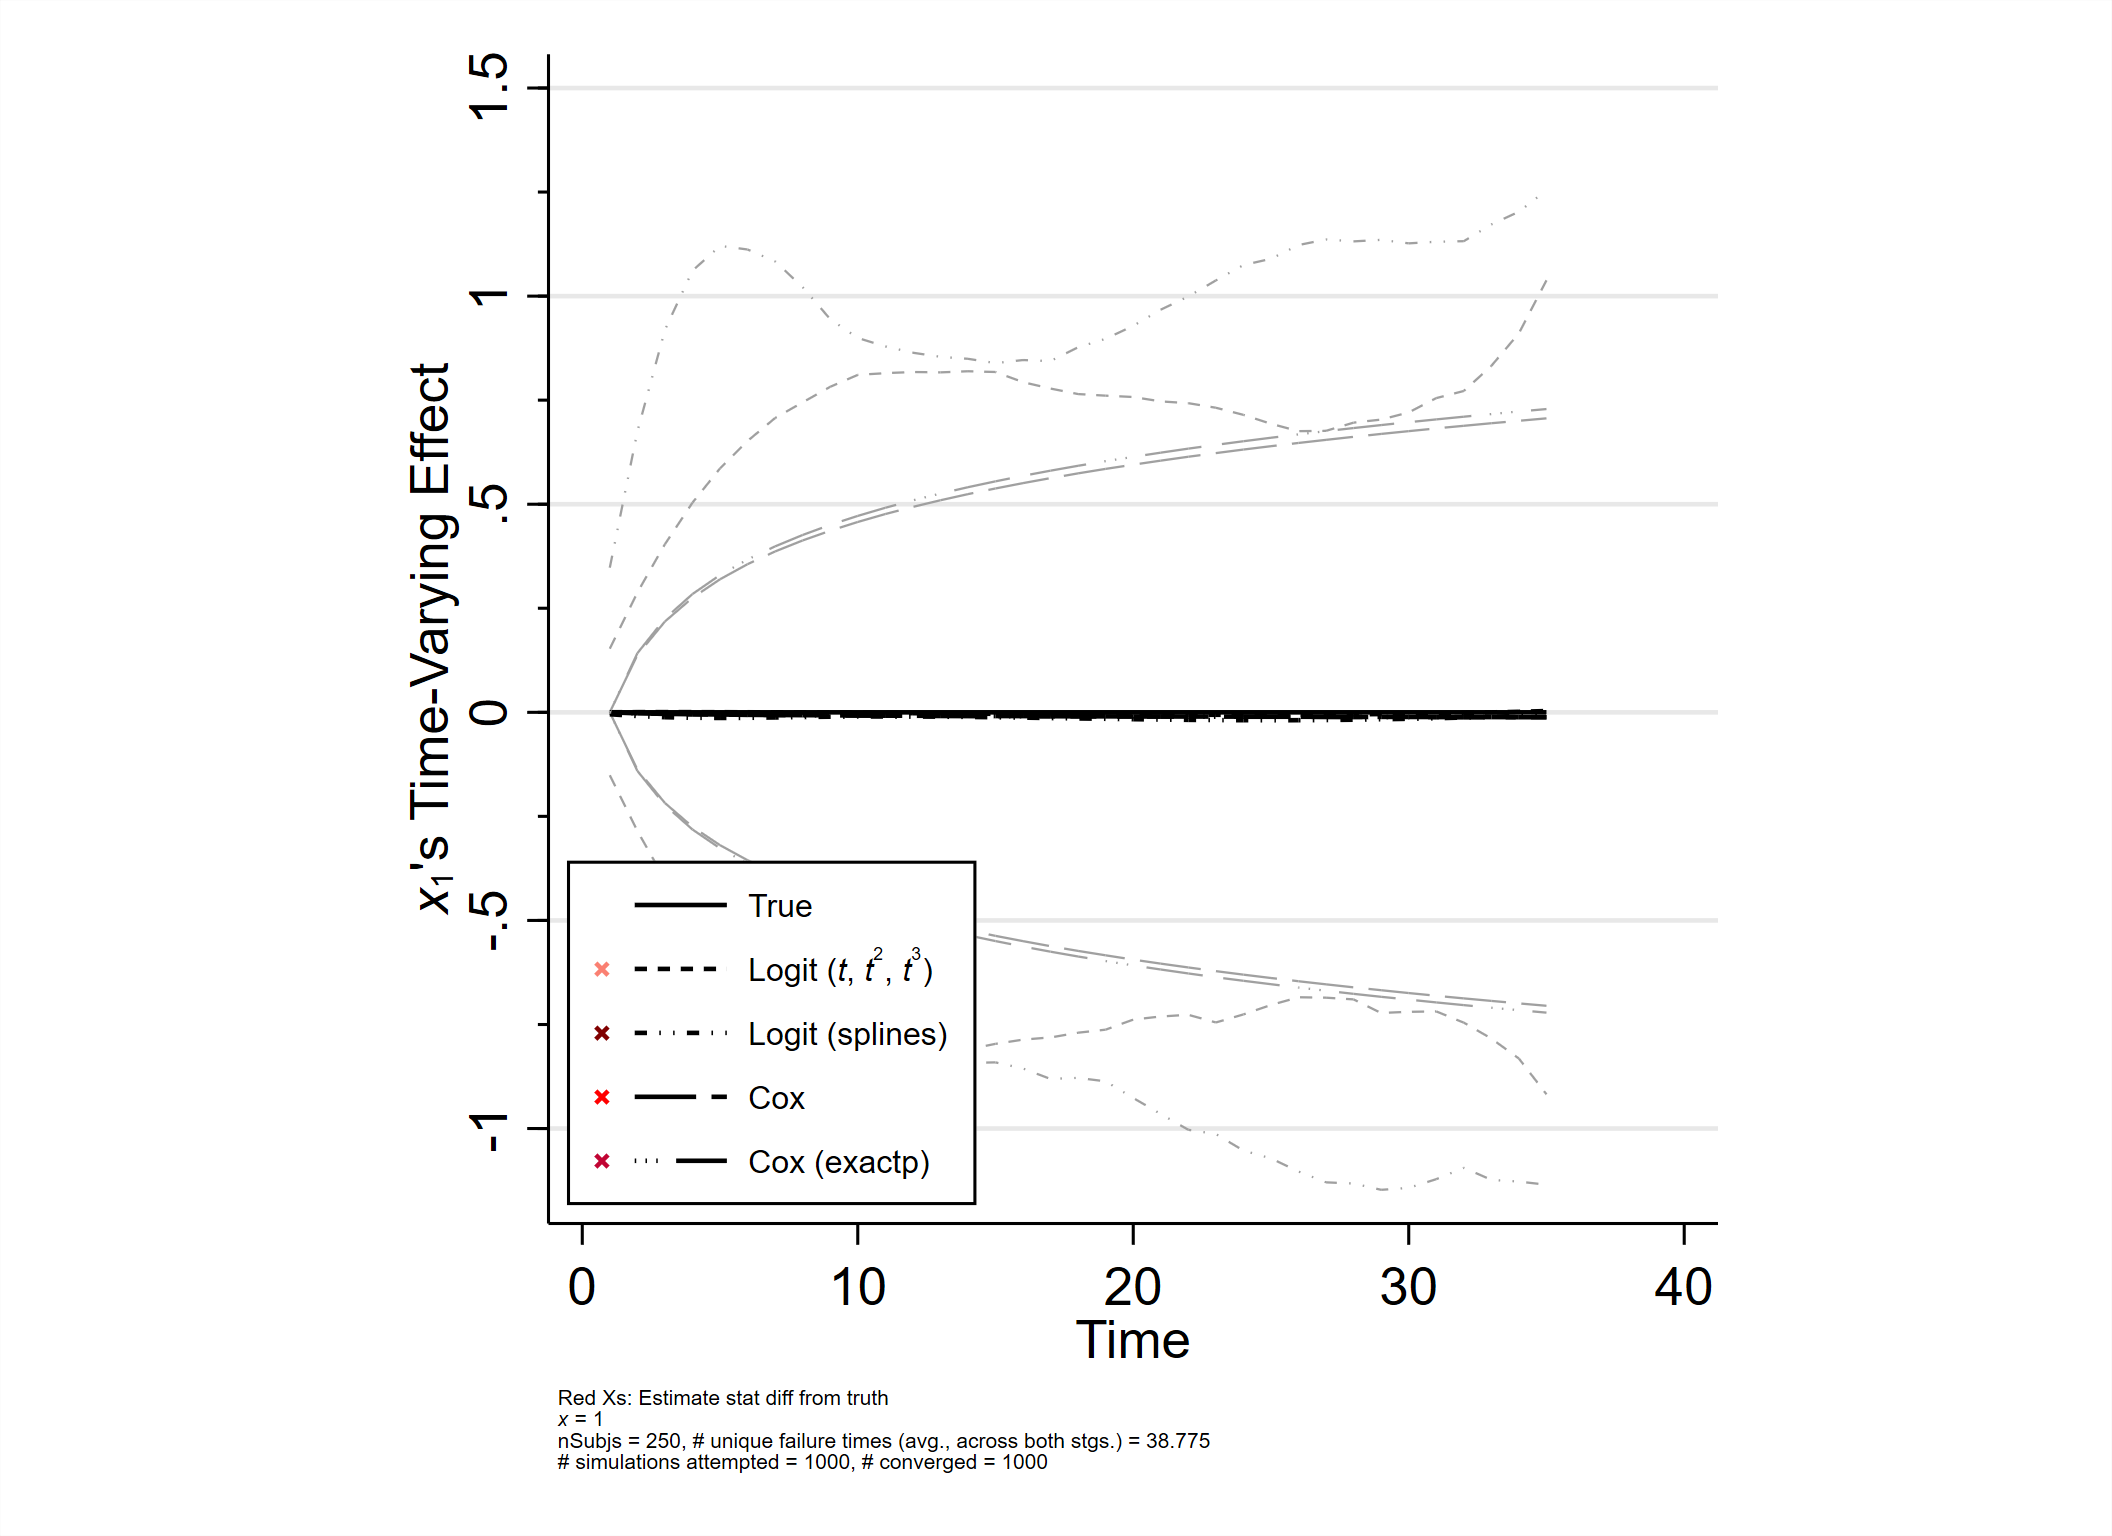 x₁'s Time-Varying Effect
1.5
1
.5
0
-.5
-1
True
Logit (t, t², t³)
Logit (splines)
Cox
Cox (exactp)
0 10 20 30 40
Time
Red Xs: Estimate stat diff from truth
x = 1
nSubjs = 250, # unique failure times (avg., across both stgs.) = 38.775
# simulations attempted = 1000, # converged = 1000